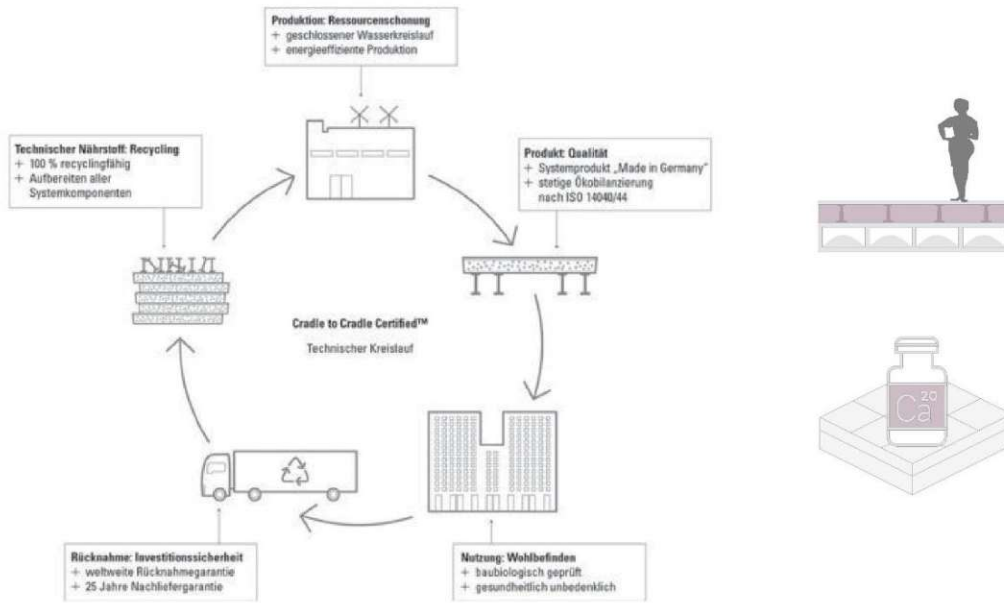 Produktion: Ressourcenschonung
+ geschlossener Wasserkreislauf
+ energieeffiziente Produktion
Technischer Nährstoff: Recycling
+ 100 % recyclingfähig
+ Aufbereiten aller
Systemkomponenten
Produkt: Qualität
+ Systemprodukt „Made in Germany“
+ stetige Ökobilanzierung
nach ISO 14040/44
Cradle to Cradle Certified™
Technischer Kreislauf
Rücknahme: Investitionssicherheit
+ weltweite Rücknahmegarantie
+ 25 Jahre Nachliefergarantie
Nutzung: Wohlbefinden
+ baubiologisch geprüft
+ gesundheitlich unbedenklich
20
Ca